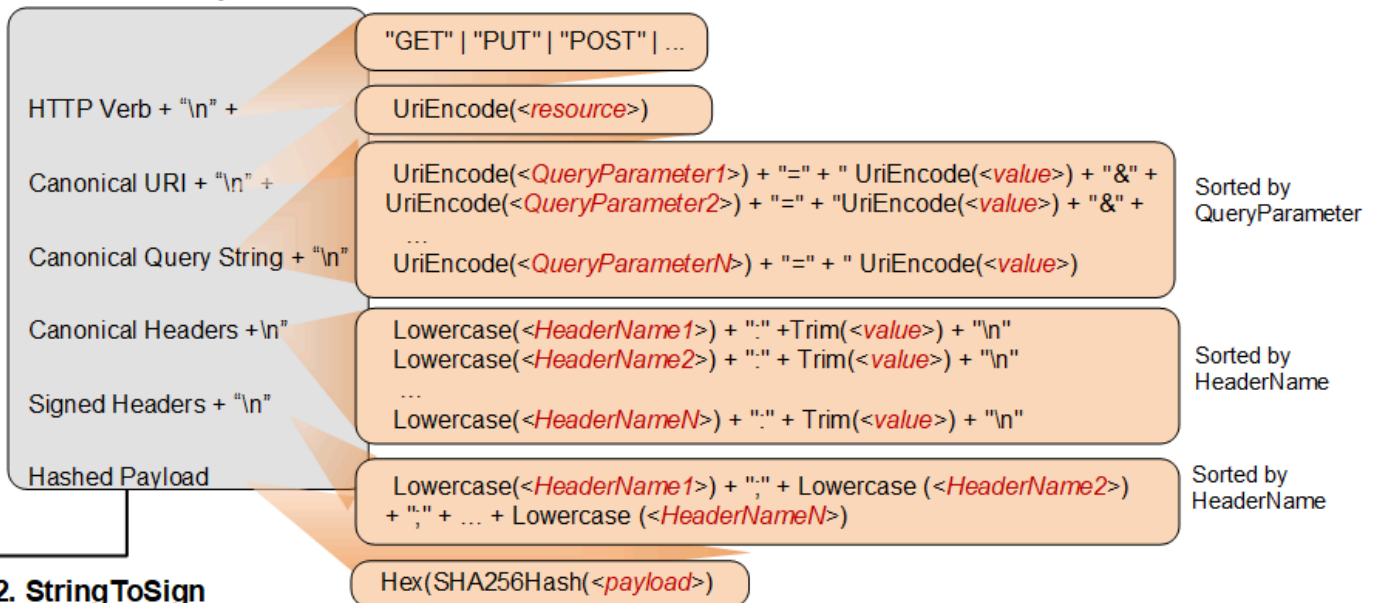 "GET" | "PUT" | "POST" | ...
HTTP Verb + “\n” +
UriEncode(<resource>)
Canonical URI + “\n” +
UriEncode(<QueryParameter1>) + "=" + " UriEncode(<value>) + "&" +
UriEncode(<QueryParameter2>) + "=" + "UriEncode(<value>) + "&" +
...
UriEncode(<QueryParameterN>) + "=" + " UriEncode(<value>)
Sorted by
QueryParameter
Canonical Query String + “\n”
Canonical Headers +\n”
Lowercase(<HeaderName1>) + ":" +Trim(<value>) + "\n"
Lowercase(<HeaderName2>) + ":" + Trim(<value>) + "\n"
...
Lowercase(<HeaderNameN>) + ":" + Trim(<value>) + "\n"
Sorted by
HeaderName
Signed Headers + “\n”
Lowercase(<HeaderName1>) + ";" + Lowercase (<HeaderName2>)
+ ";" + ... + Lowercase (<HeaderNameN>)
Sorted by
HeaderName
Hashed Payload
Hex(SHA256Hash(<payload>)
2. StringToSign